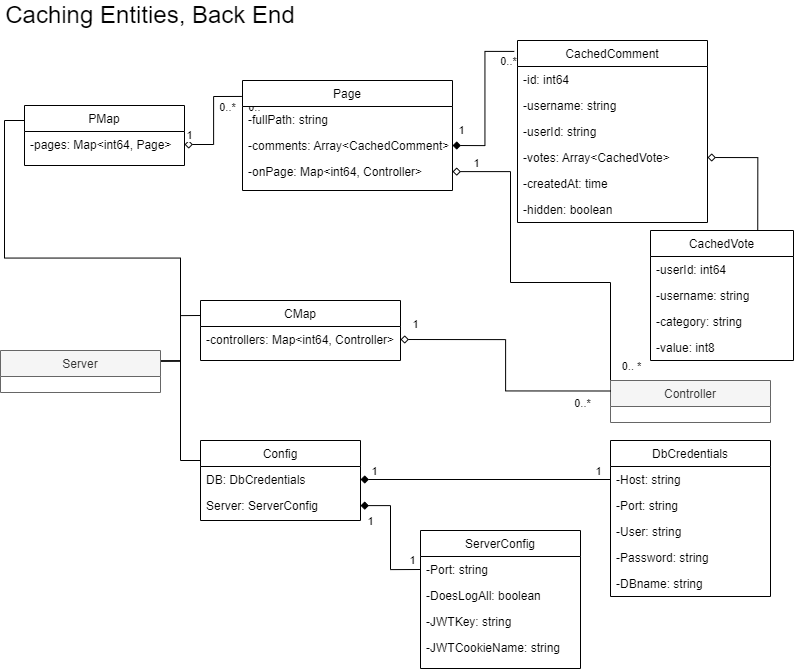 Caching Entities, Back End
CachedComment
-id: int64
-username: string
-userId: string
-votes: Array<CachedVote>
-createdAt: time
-hidden: boolean
0..*
Page
-fullPath: string
-comments: Array<CachedComment>
-onPage: Map<int64, Controller>
0..*
0..
1
1
PMap
-pages: Map<int64, Page>
1
CachedVote
-userId: int64
-username: string
-category: string
-value: int8
CMap
-controllers: Map<int64, Controller>
1
Server
0.. *
0..*
Controller
Config
DB: DbCredentials
Server: ServerConfig
1
1
1
DbCredentials
-Host: string
-Port: string
-User: string
-Password: string
-DBname: string
1
ServerConfig
-Port: string
-DoesLogAll: boolean
-JWTKey: string
-JWTCookieName: string